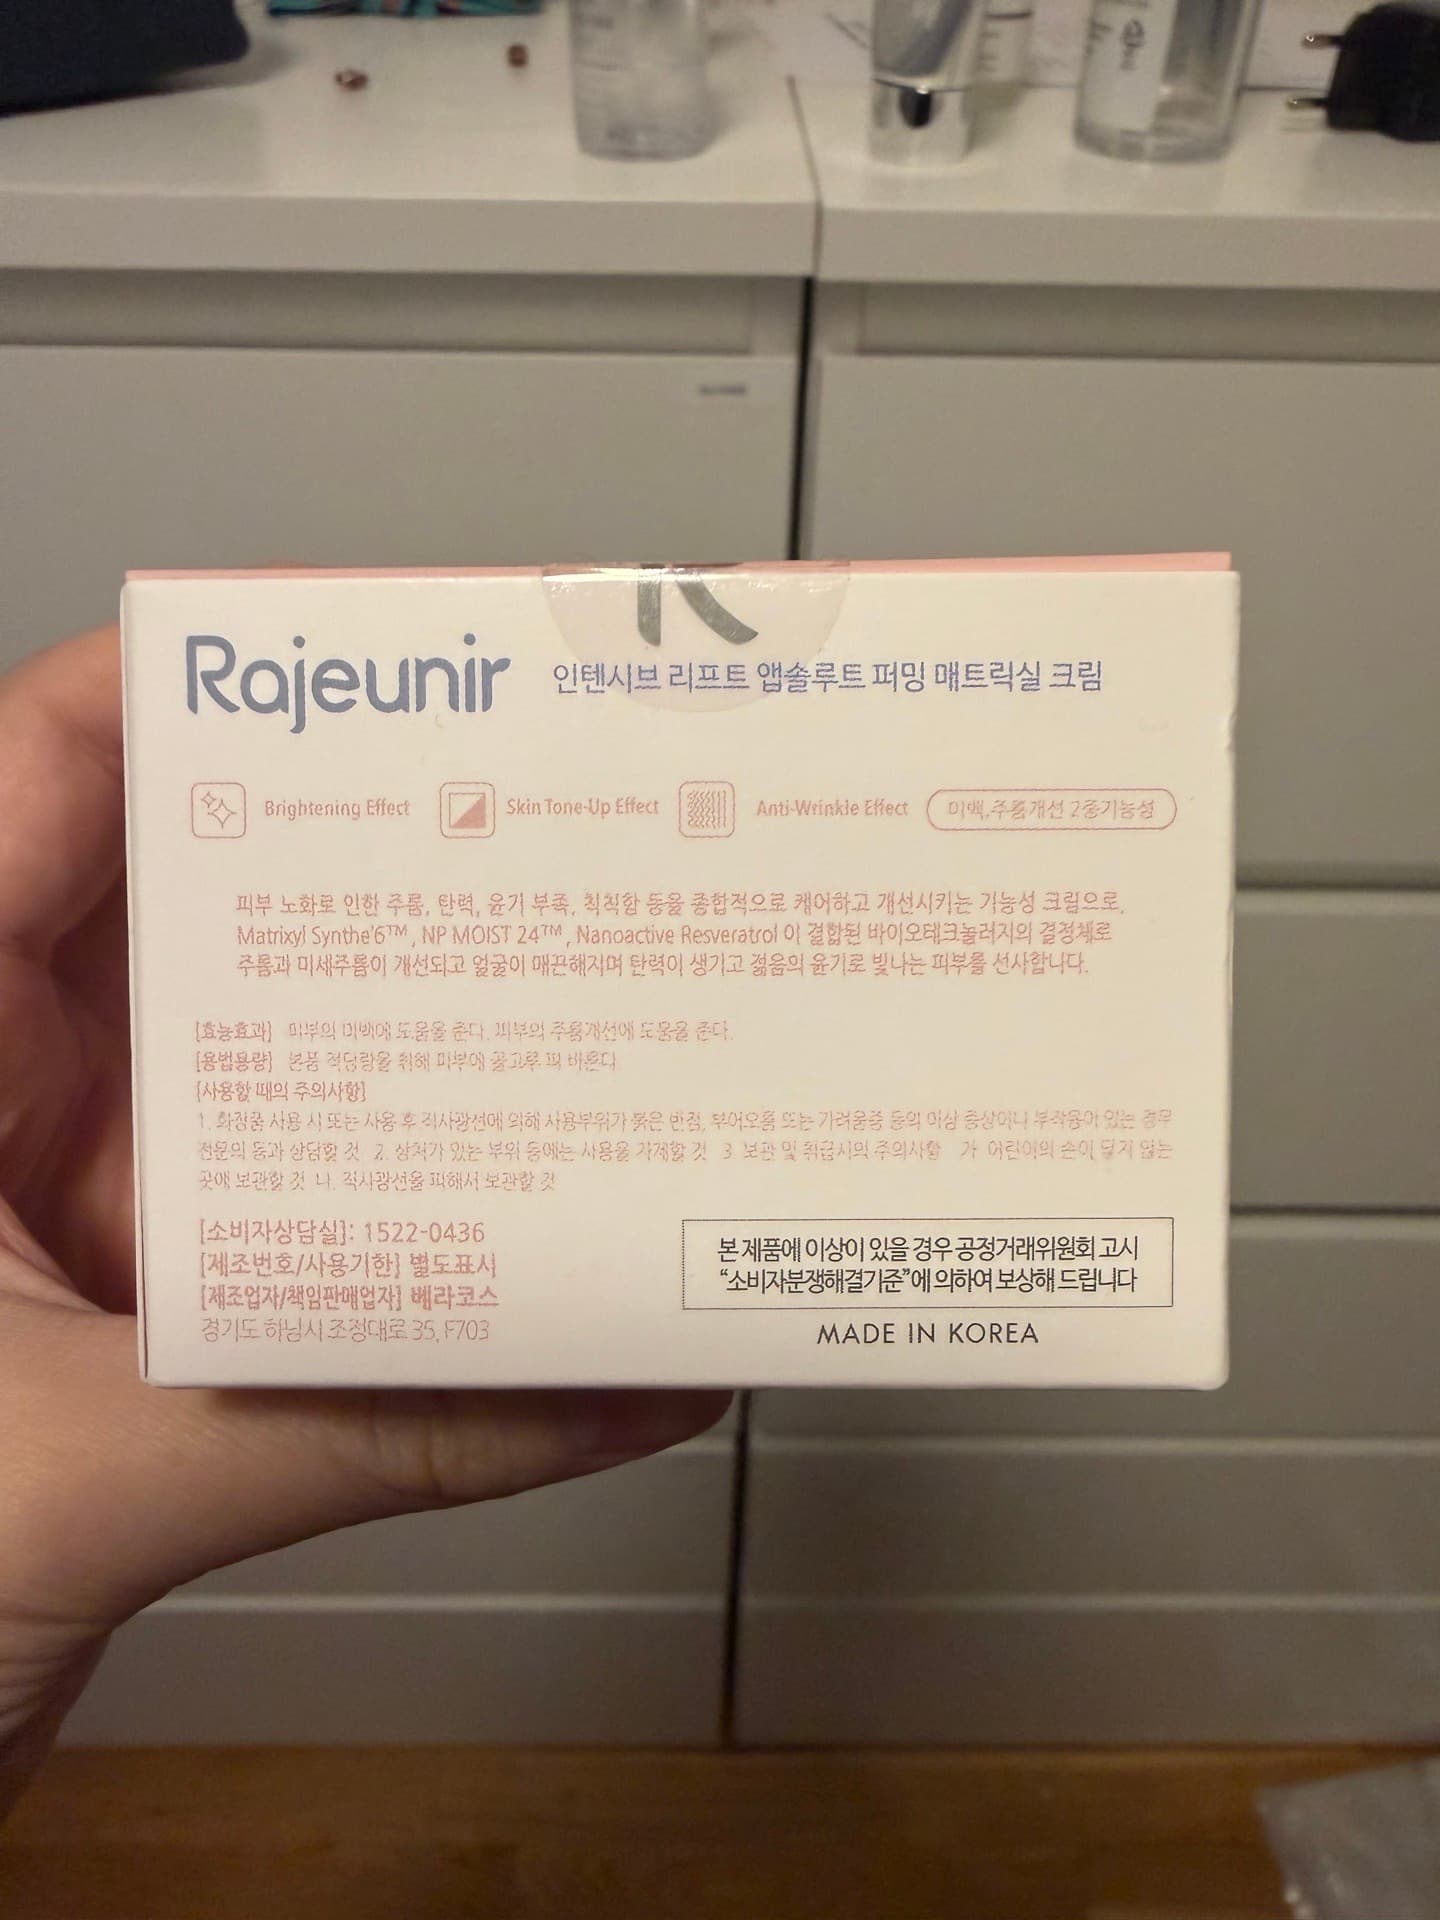 Rajeunir 인텐시브 리프트 앱솔루트 퍼밍 매트릭실 크림
Brightening Effect Skin Tone-Up Effect Anti-Wrinkle Effect 미백,주름개선 2중기능성
피부 노화로 인한 주름, 탄력, 윤기 부족, 칙칙함 등을 종합적으로 케어하고 개선시키는 기능성 크림으로,
Matrixyl Synthe'6™, NP MOIST 24™, Nanoactive Resveratrol 이 결합된 바이오테크놀러지의 결정체로
주름과 미세주름이 개선되고 얼굴이 매끈해지며 탄력이 생기고 젊음의 윤기로 빛나는 피부를 선사합니다.
[효능효과] 피부의 미백에 도움을 준다. 피부의 주름개선에 도움을 준다.
[용법용량] 본품 적당량을 취해 피부에 골고루 펴 바른다.
[사용할 때의 주의사항]
1. 화장품 사용 시 또는 사용 후 직사광선에 의해 사용부위가 붉은 반점, 부어오름 또는 가려움증 등의 이상 증상이나 부작용이 있는 경우
전문의 등과 상담할 것 2. 상처가 있는 부위 등에는 사용을 자제할 것 3. 보관 및 취급시의 주의사항 가. 어린이의 손이 닿지 않는
곳에 보관할 것 나. 직사광선을 피해서 보관할 것
[소비자상담실]: 1522-0436
[제조번호/사용기한] 별도표시
[제조업자/책임판매업자] 베라코스
경기도 하남시 조정대로 35, F703
본 제품에 이상이 있을 경우 공정거래위원회 고시
“소비자분쟁해결기준”에 의하여 보상해 드립니다
MADE IN KOREA